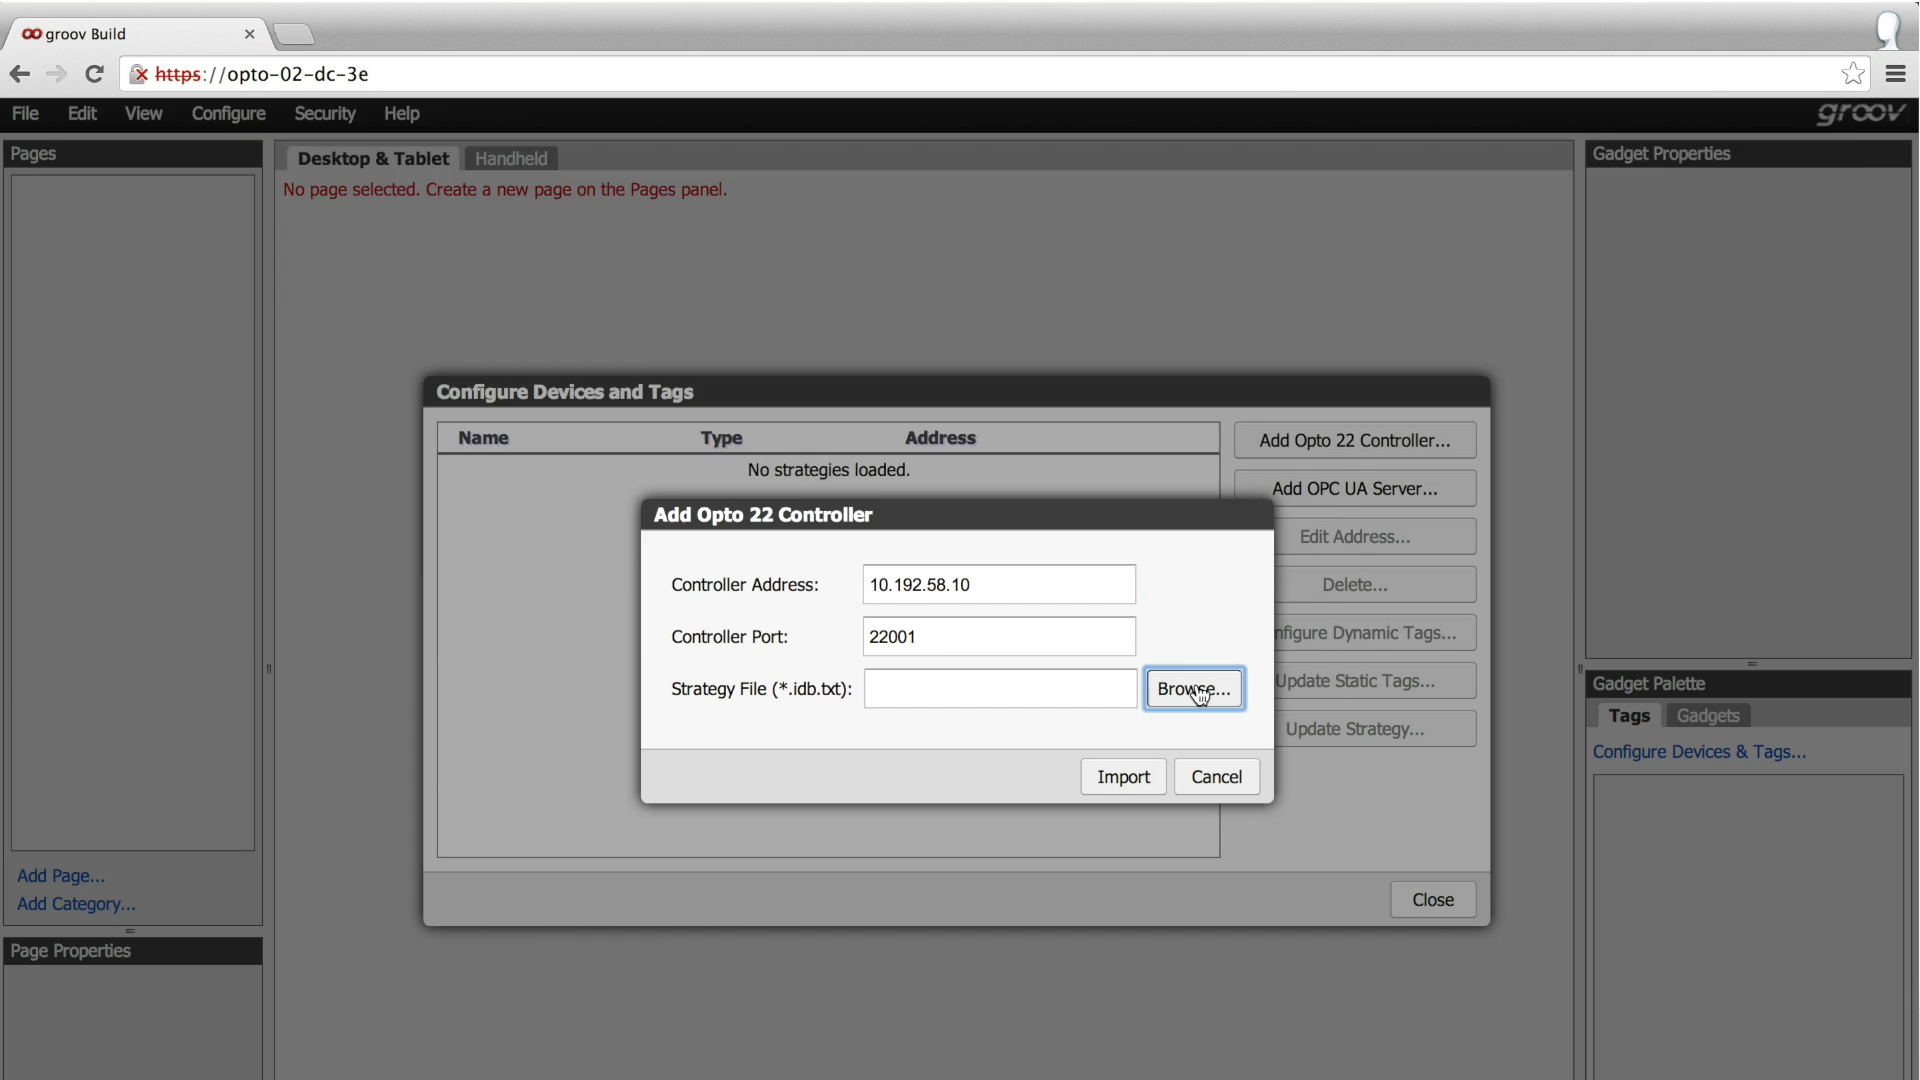 groov Build
https://opto-02-dc-3e
File Edit View Configure Security Help
groov
Pages
Desktop & Tablet Handheld
Gadget Properties
No page selected. Create a new page on the Pages panel.
Configure Devices and Tags
Name Type Address
Add Opto 22 Controller...
No strategies loaded.
Add OPC UA Server...
Add Opto 22 Controller
Edit Address...
Controller Address: 10.192.58.10
Delete...
Controller Port: 22001
nfigure Dynamic Tags...
Strategy File (*.idb.txt): Browse...
Update Static Tags...
Gadget Palette
Tags Gadgets
Update Strategy...
Configure Devices & Tags...
Import Cancel
Add Page...
Add Category...
Close
Page Properties